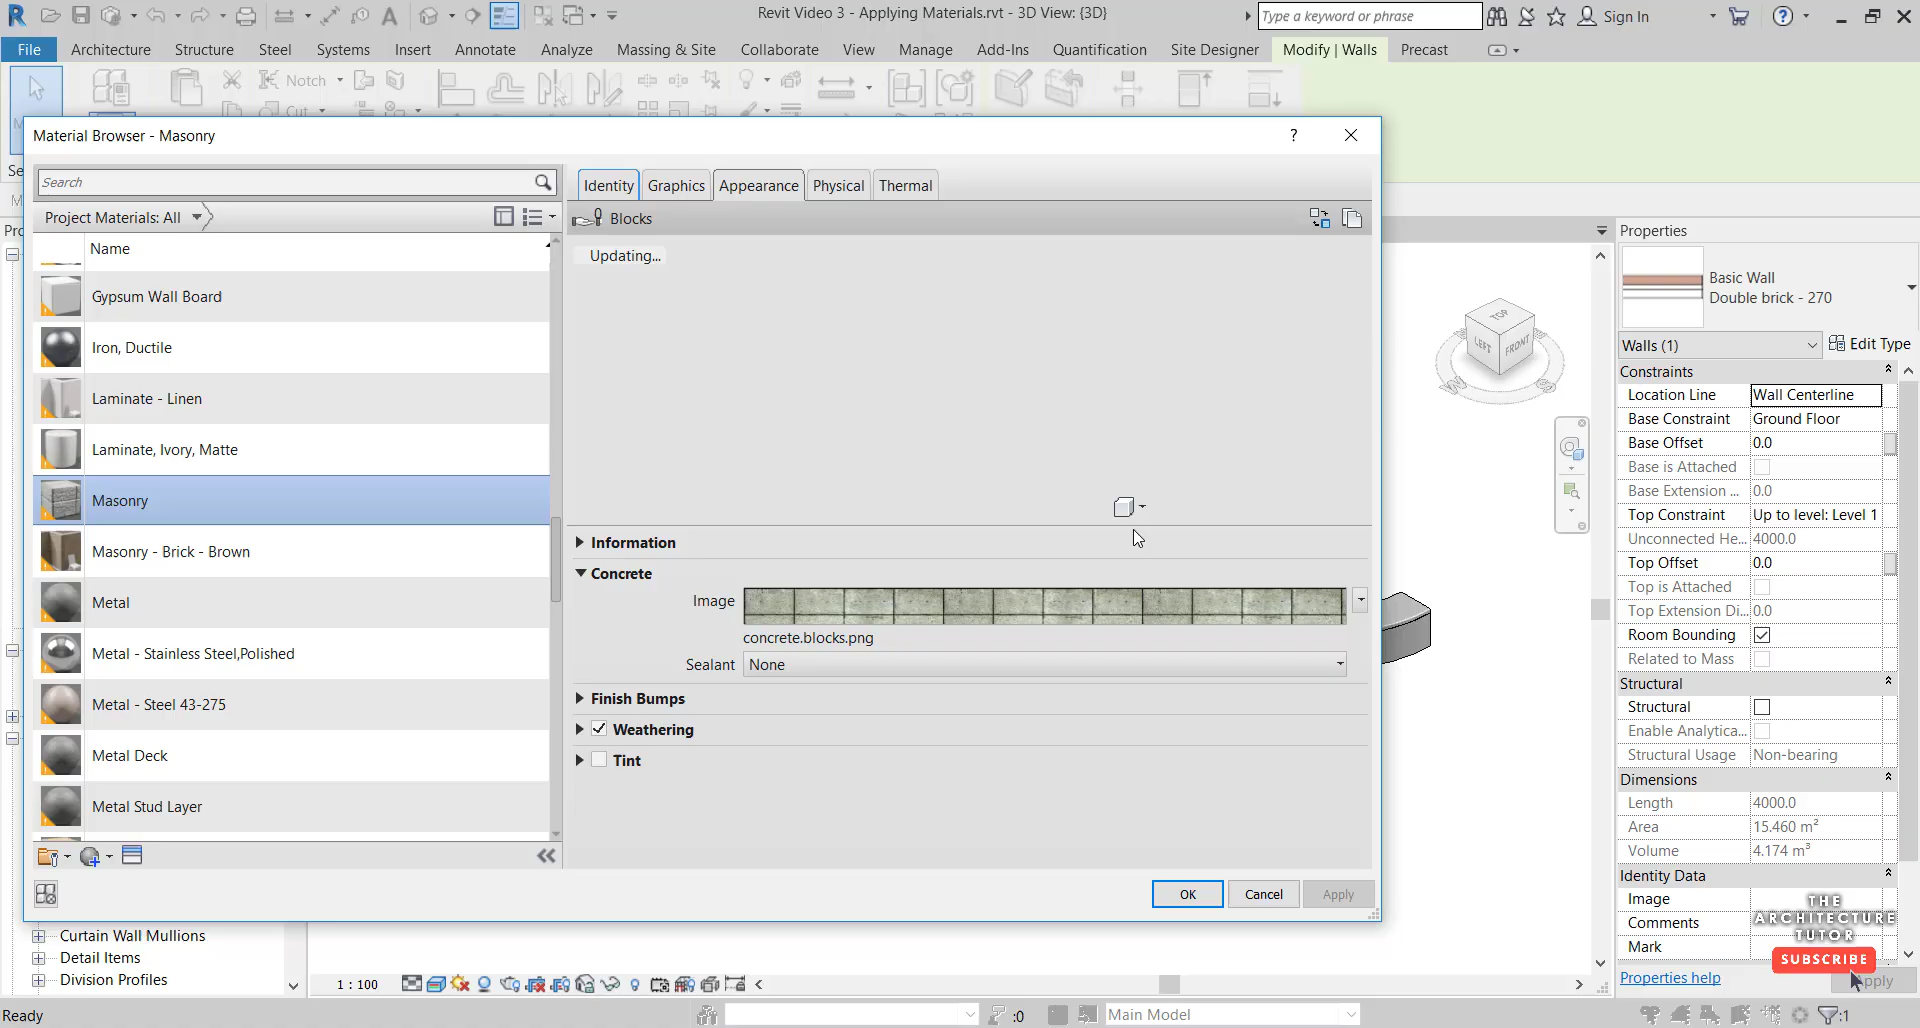 Revit Video 3 - Applying Materials.rvt - 3D View: {3D}
Type a keyword or phrase
Sign In
File Architecture Structure Steel Systems Insert Annotate Analyze Massing & Site Collaborate View Manage Add-Ins Quantification Site Designer Modify | Walls Precast
Notch
Cut
Material Browser - Masonry
Search
Identity Graphics Appearance Physical Thermal
Project Materials: All
Blocks
Name
Updating...
Gypsum Wall Board
Iron, Ductile
Laminate - Linen
Laminate, Ivory, Matte
Masonry
Masonry - Brick - Brown
Metal
Metal - Stainless Steel,Polished
Metal - Steel 43-275
Metal Deck
Metal Stud Layer
Information
Concrete
Image
concrete.blocks.png
Sealant None
Finish Bumps
Weathering
Tint
OK Cancel Apply
TOP
LEFT FRONT
Properties
Basic Wall
Double brick - 270
Walls (1) Edit Type
Constraints
Location Line Wall Centerline
Base Constraint Ground Floor
Base Offset 0.0
Base is Attached
Base Extension ... 0.0
Top Constraint Up to level: Level 1
Unconnected He... 4000.0
Top Offset 0.0
Top is Attached
Top Extension Di... 0.0
Room Bounding
Related to Mass
Structural
Structural
Enable Analytica...
Structural Usage Non-bearing
Dimensions
Length 4000.0
Area 15.460 m²
Volume 4.174 m³
Identity Data
Image
Comments
Mark
THE
ARCHITECTURE
TUTOR
SUBSCRIBE
Properties help
Curtain Wall Mullions
Detail Items
Division Profiles
1 : 100
Ready
:0
Main Model
:1